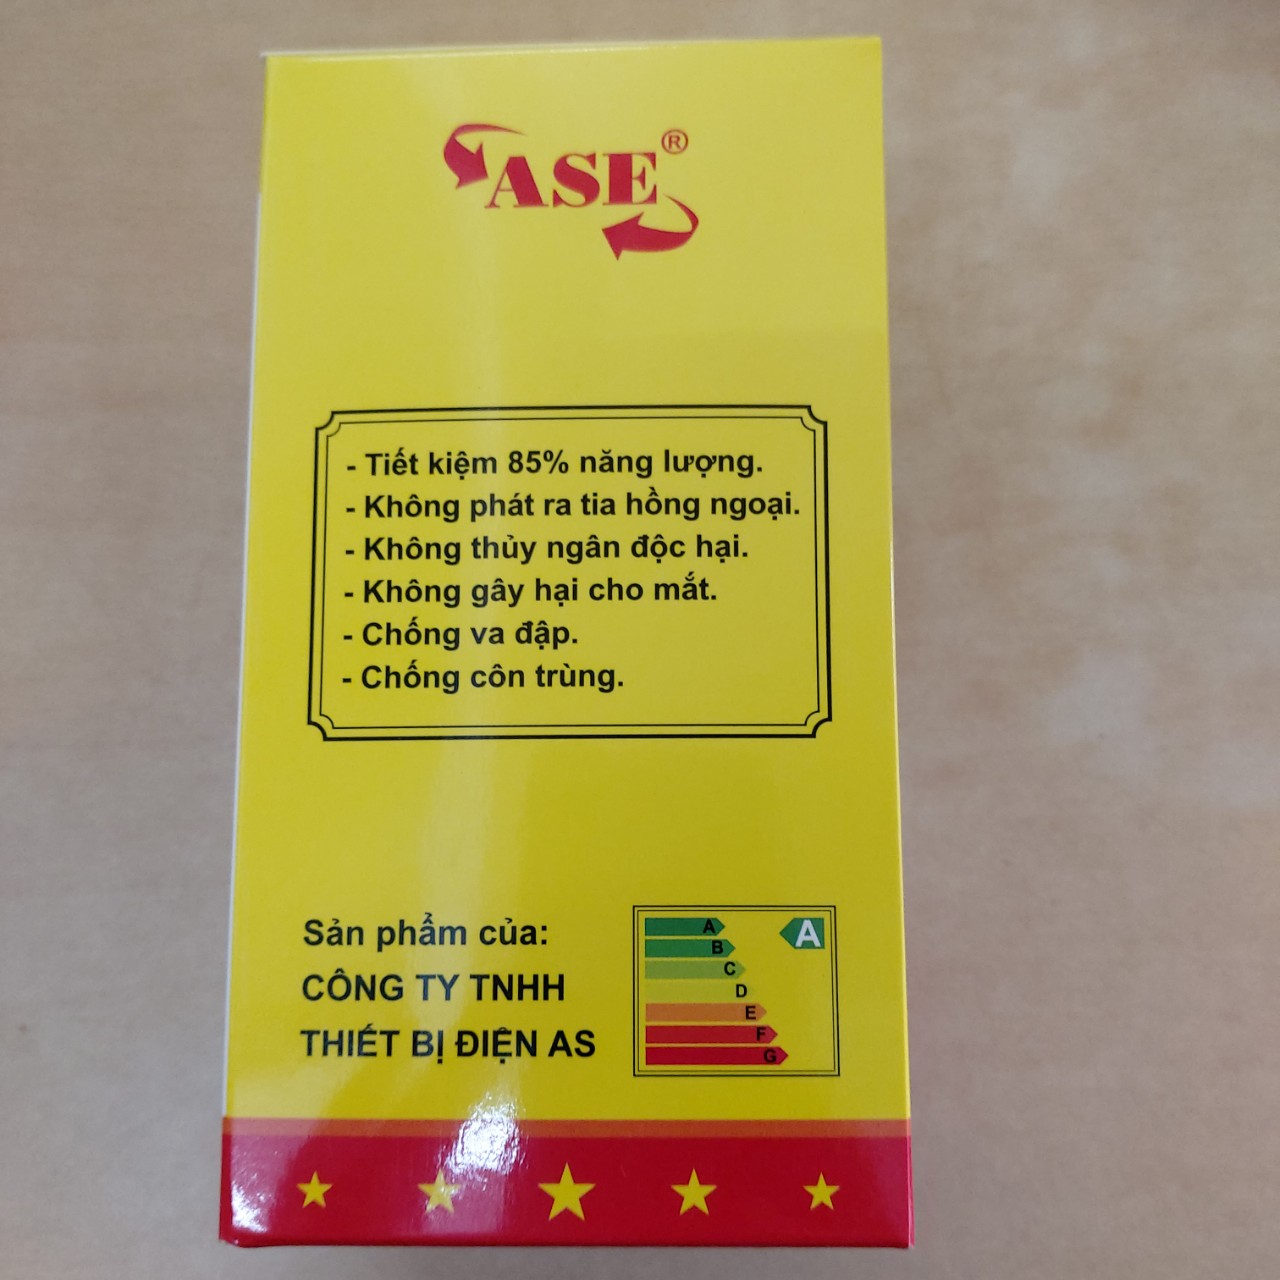 ASE®
- Tiết kiệm 85% năng lượng.
- Không phát ra tia hồng ngoại.
- Không thủy ngân độc hại.
- Không gây hại cho mắt.
- Chống va đập.
- Chống côn trùng.
Sản phẩm của:
CÔNG TY TNHH
THIẾT BỊ ĐIỆN AS
A A
B
C
D
E
F
G